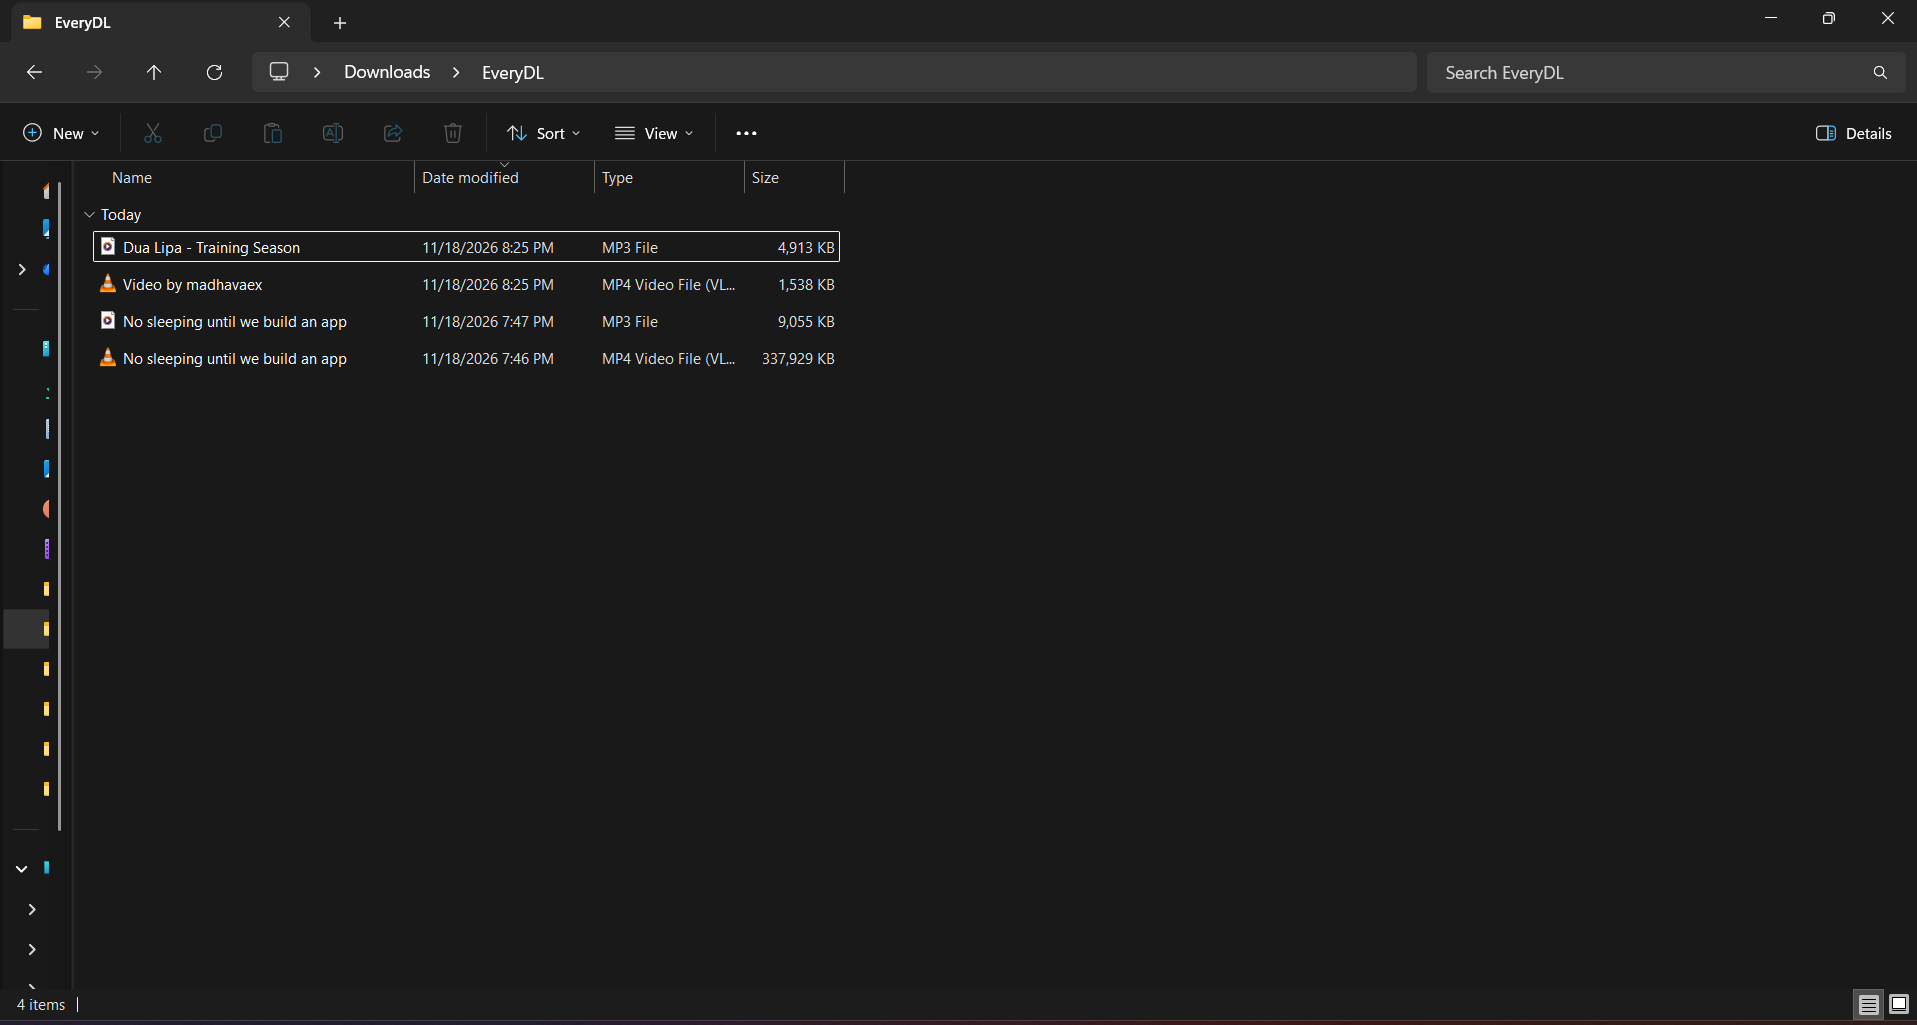 EveryDL
Downloads > EveryDL
Search EveryDL
New
Sort
View
Details
Name Date modified Type Size
Today
Dua Lipa - Training Season 11/18/2026 8:25 PM MP3 File 4,913 KB
Video by madhavaex 11/18/2026 8:25 PM MP4 Video File (VL... 1,538 KB
No sleeping until we build an app 11/18/2026 7:47 PM MP3 File 9,055 KB
No sleeping until we build an app 11/18/2026 7:46 PM MP4 Video File (VL... 337,929 KB
4 items